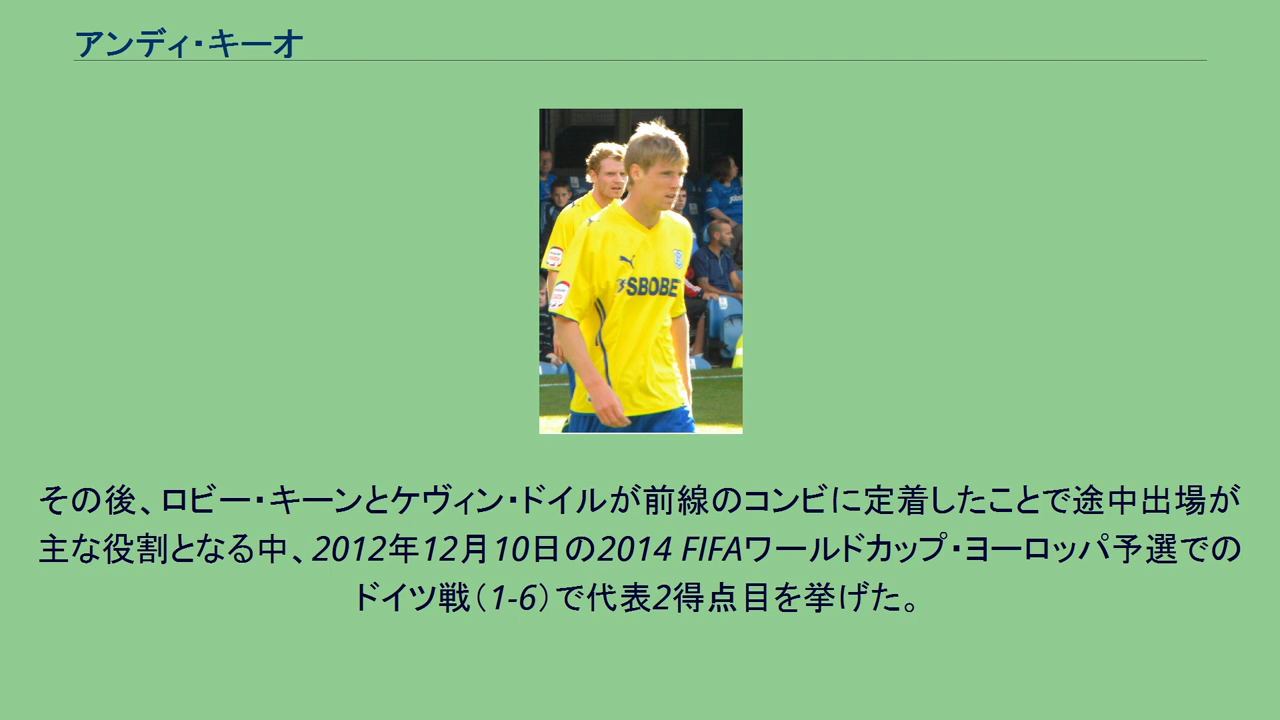 アンディ・キーオ
SBOBE
その後、ロビー・キーンとケヴィン・ドイルが前線のコンビに定着したことで途中出場が
主な役割となる中、2012年12月10日の2014 FIFAワールドカップ・ヨーロッパ予選での
ドイツ戦（1-6）で代表2得点目を挙げた。